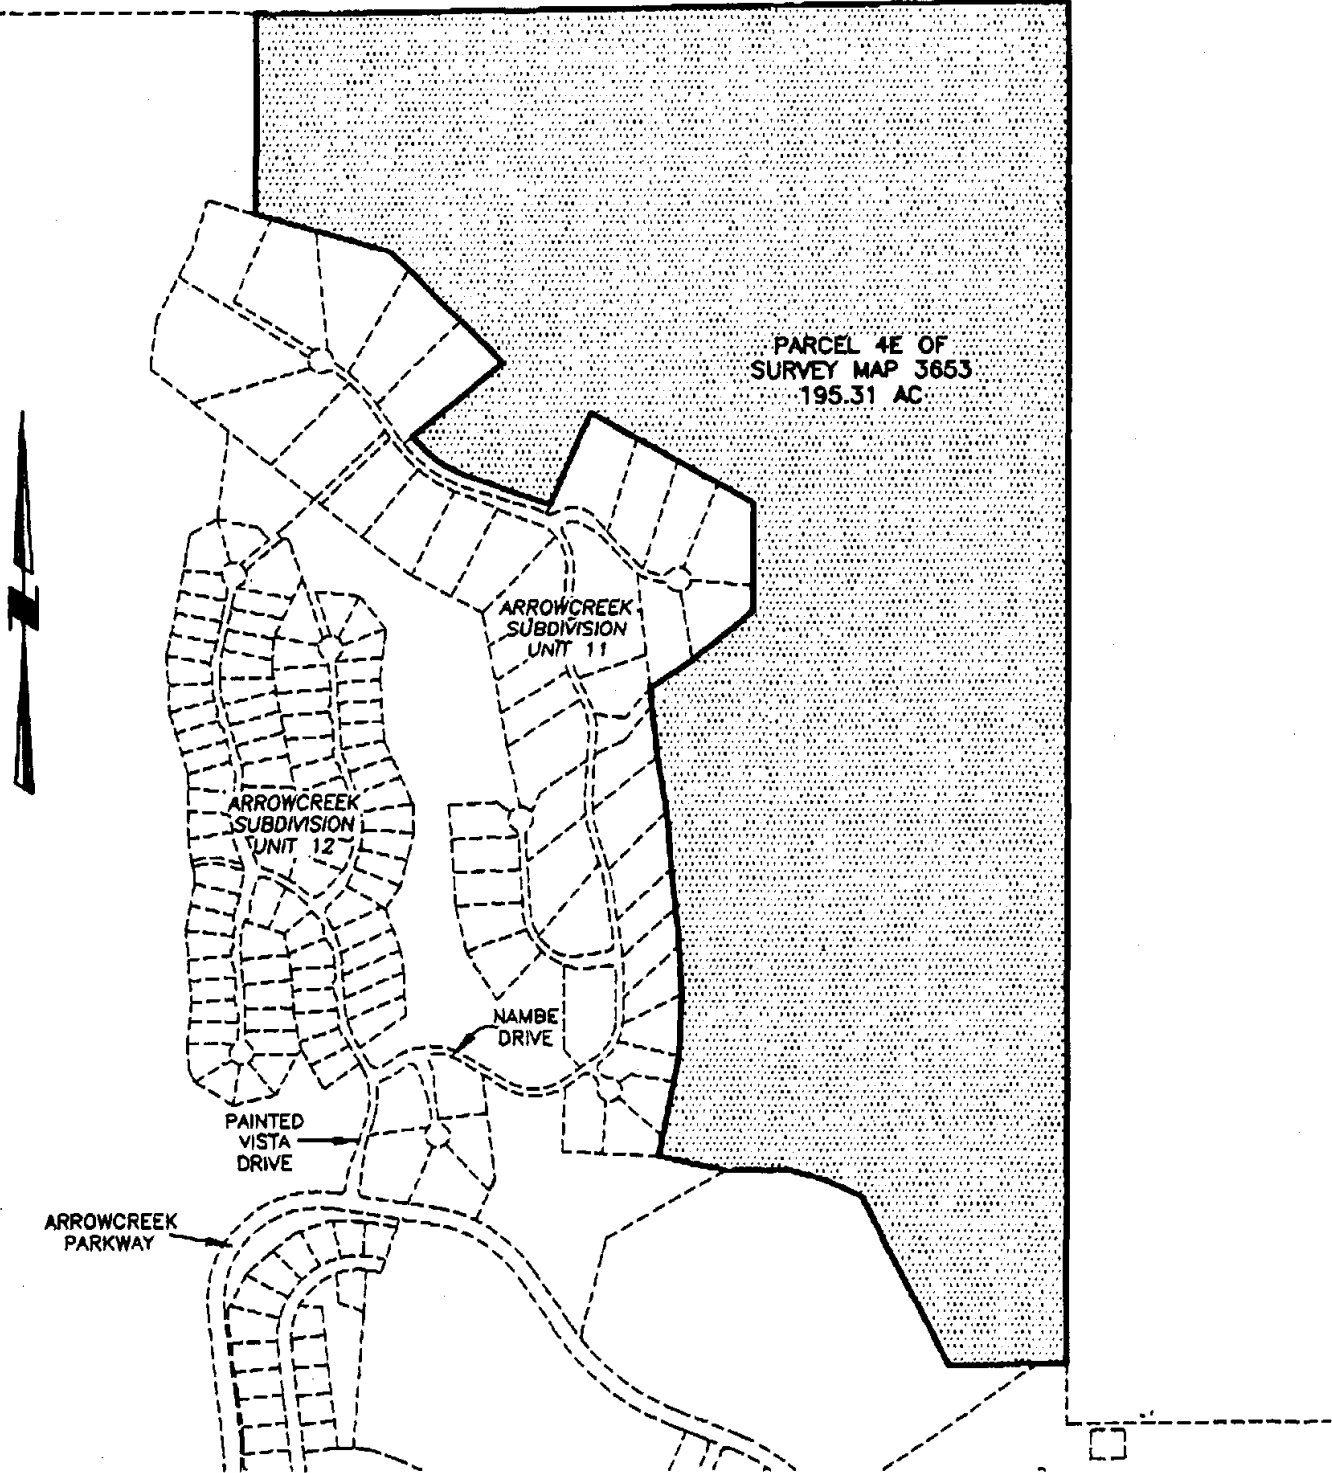 PARCEL 4E OF
SURVEY MAP 3653
195.31 AC
ARROWCREEK
SUBDIVISION
UNIT 11
ARROWCREEK
SUBDIVISION
UNIT 12
NAMBE
DRIVE
PAINTED
VISTA
DRIVE
ARROWCREEK
PARKWAY
N